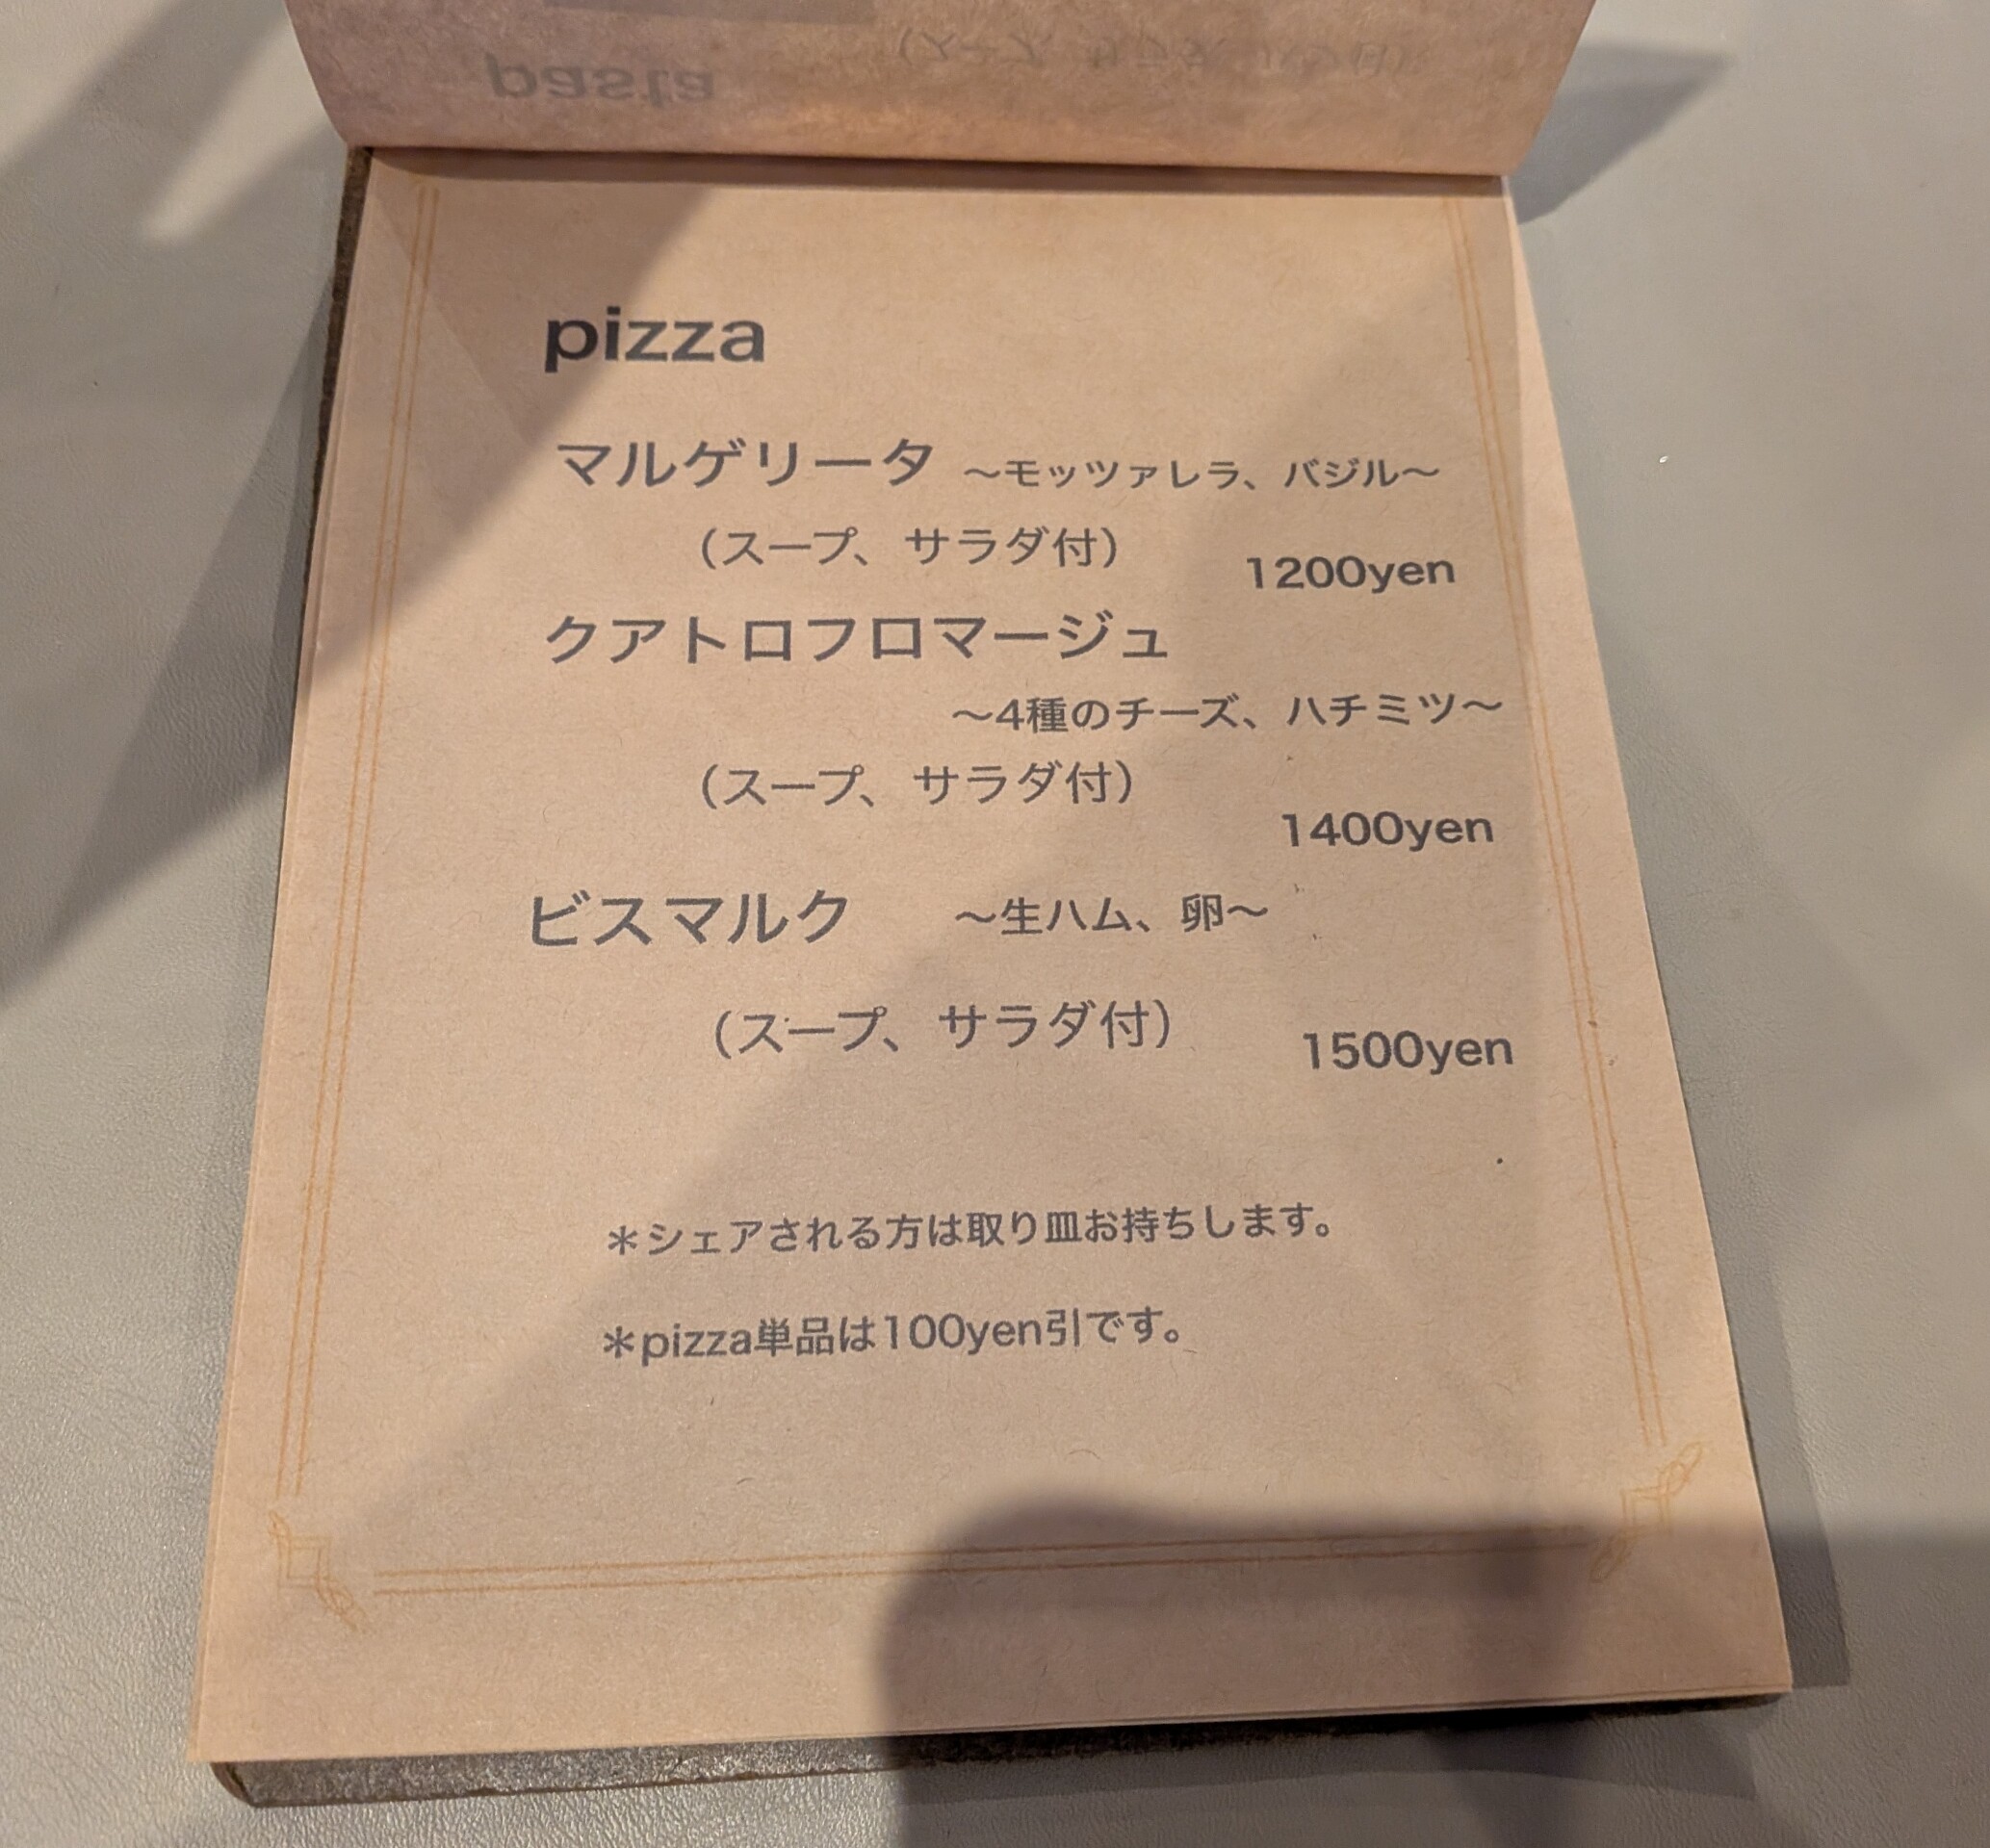 pasta
pizza
マルゲリータ ～モッツァレラ、バジル～
（スープ、サラダ付）
1200yen
クアトロフロマージュ
～4種のチーズ、ハチミツ～
（スープ、サラダ付）
1400yen
ビスマルク ～生ハム、卵～
（スープ、サラダ付）
1500yen
＊シェアされる方は取り皿お持ちします。
＊pizza単品は100yen引です。